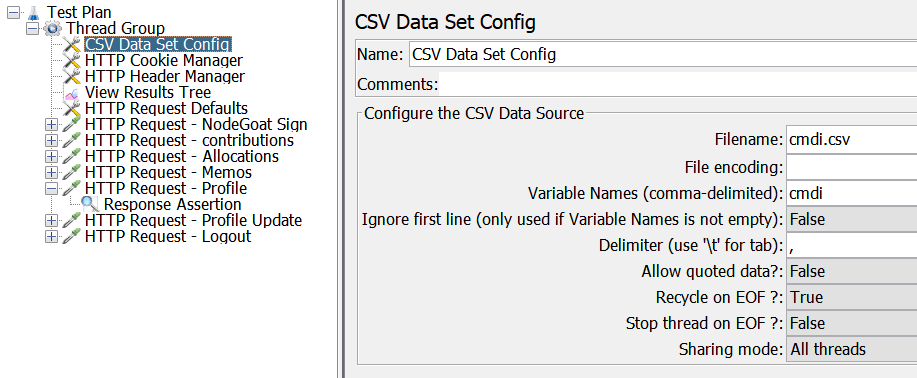 Test Plan
Thread Group
CSV Data Set Config
HTTP Cookie Manager
HTTP Header Manager
View Results Tree
HTTP Request Defaults
HTTP Request - NodeGoat Sign
HTTP Request - contributions
HTTP Request - Allocations
HTTP Request - Memos
HTTP Request - Profile
Response Assertion
HTTP Request - Profile Update
HTTP Request - Logout
CSV Data Set Config
Name: CSV Data Set Config
Comments:
Configure the CSV Data Source
Filename: cmdi.csv
File encoding:
Variable Names (comma-delimited): cmdi
Ignore first line (only used if Variable Names is not empty): False
Delimiter (use '\t' for tab): ,
Allow quoted data?: False
Recycle on EOF ?: True
Stop thread on EOF ?: False
Sharing mode: All threads